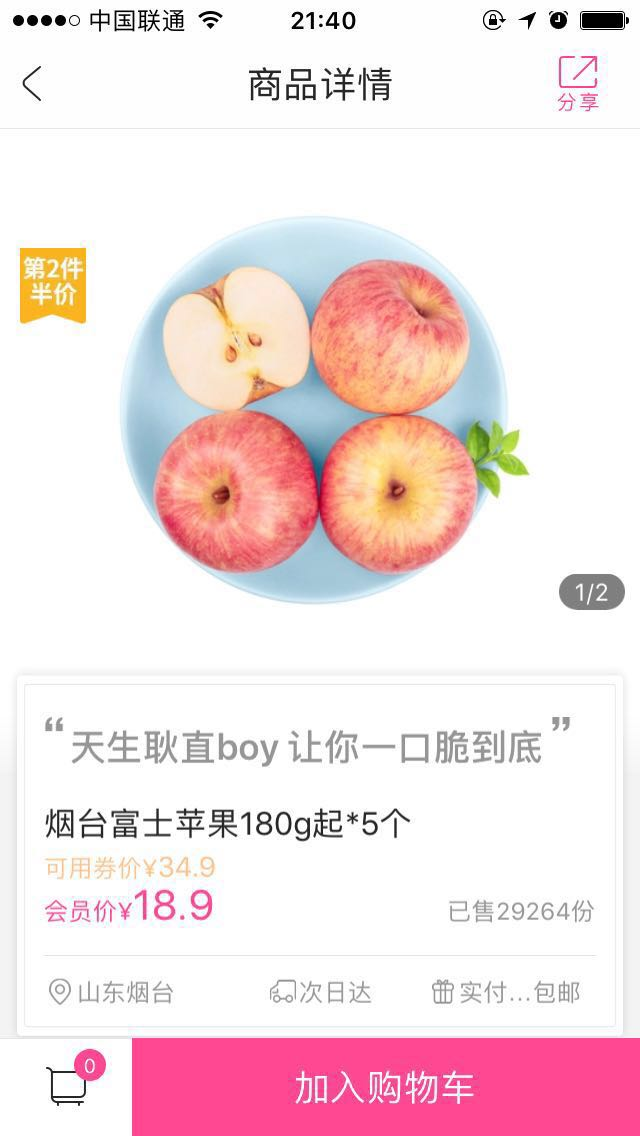 中国联通
21:40
商品详情
分享
第2件
半价
1/2
“天生耿直boy 让你一口脆到底”
烟台富士苹果180g起*5个
可用券价¥34.9
会员价¥18.9
已售29264份
山东烟台
次日达
实付...包邮
0
加入购物车